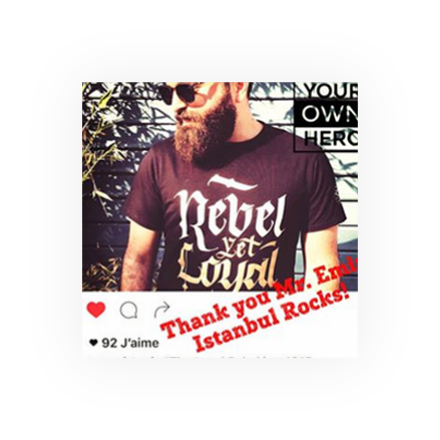 YOUR
OWN
HERO
Rebel
yet
Loyal
Thank you Mr.
Istanbul Rocks!
92 J'aime